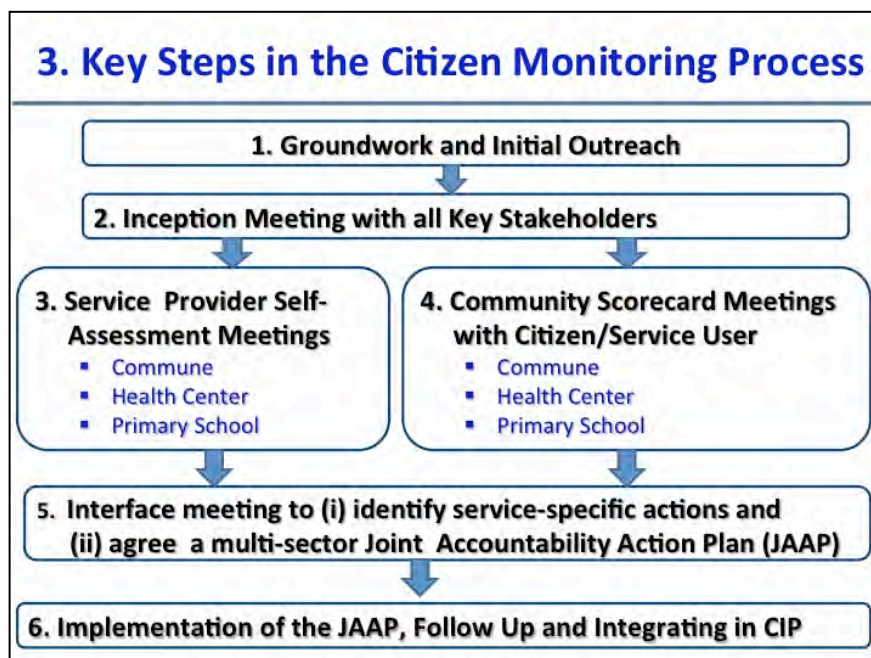 3. Key Steps in the Citizen Monitoring Process
1. Groundwork and Initial Outreach
2. Inception Meeting with all Key Stakeholders
3. Service Provider Self-
Assessment Meetings
▪ Commune
▪ Health Center
▪ Primary School
4. Community Scorecard Meetings
with Citizen/Service User
▪ Commune
▪ Health Center
▪ Primary School
5. Interface meeting to (i) identify service-specific actions and
(ii) agree a multi-sector Joint Accountability Action Plan (JAAP)
6. Implementation of the JAAP, Follow Up and Integrating in CIP